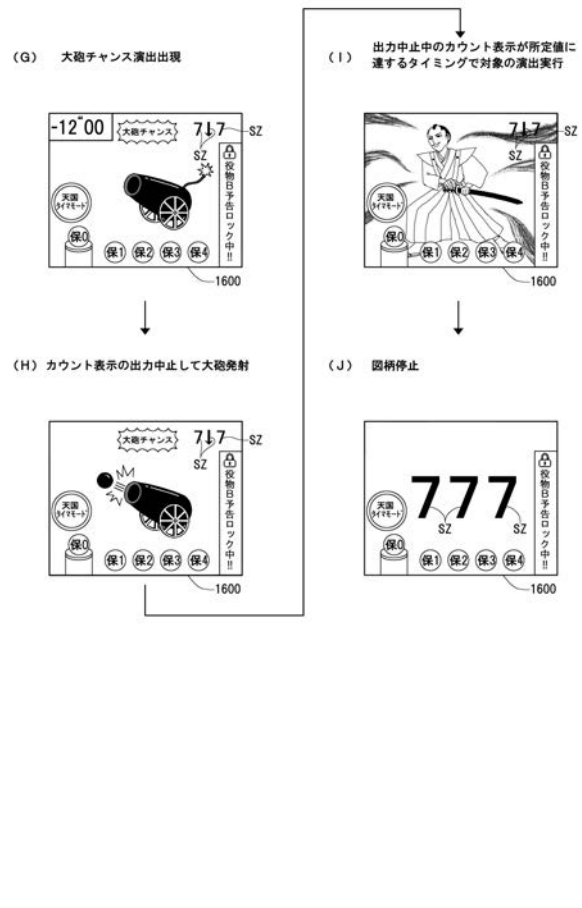 (G) 大砲チャンス演出出現
-12"00
大砲チャンス
7↓7
SZ
SZ
天国
タイマモード
保0
保1
保2
保3
保4
役物B予告ロック中!!
1600
(H) カウント表示の出力中止して大砲発射
大砲チャンス
7↓7
SZ
SZ
天国
タイマモード
保0
保1
保2
保3
保4
役物B予告ロック中!!
1600
(I) 出力中止中のカウント表示が所定値に
達するタイミングで対象の演出実行
7↓7
SZ
SZ
天国
タイマモード
保0
保1
保2
保3
保4
役物B予告ロック中!!
1600
(J) 図柄停止
777
SZ
SZ
天国
タイマモード
保0
保1
保2
保3
保4
役物B予告ロック中!!
1600